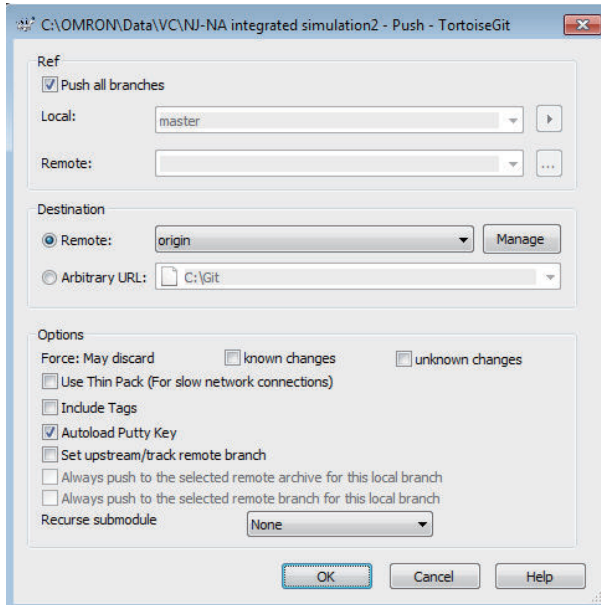 C:\OMRON\Data\VC\NJ-NA integrated simulation2 - Push - TortoiseGit
Ref
Push all branches
Local:
master
Remote:
...
Destination
Remote:
origin
Manage
Arbitrary URL:
C:\Git
Options
Force: May discard
known changes
unknown changes
Use Thin Pack (For slow network connections)
Include Tags
Autoload Putty Key
Set upstream/track remote branch
Always push to the selected remote archive for this local branch
Always push to the selected remote branch for this local branch
Recurse submodule
None
OK
Cancel
Help